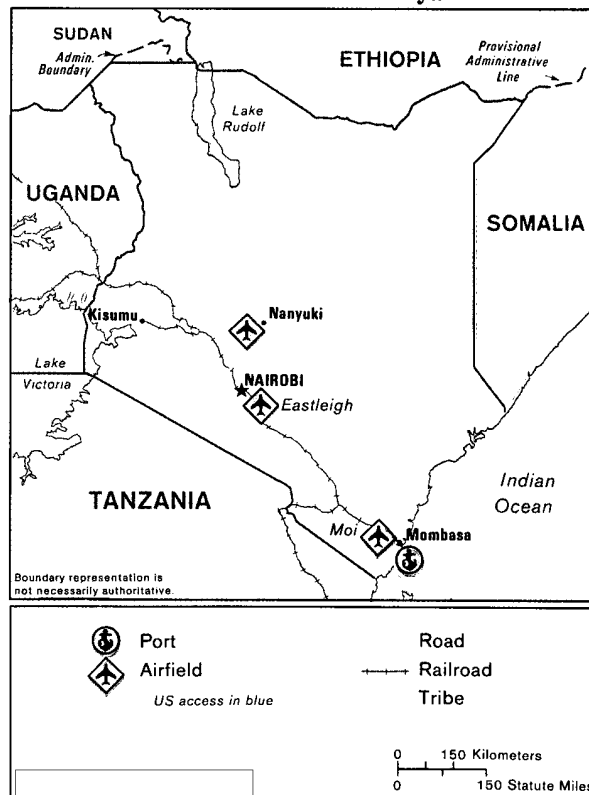 SUDAN
Admin.
Boundary
ETHIOPIA
Provisional
Administrative
Line
Lake
Rudolf
UGANDA
SOMALIA
Kisumu
Nanyuki
Lake
Victoria
NAIROBI
Eastleigh
TANZANIA
Indian
Ocean
Moi
Mombasa
Boundary representation is
not necessarily authoritative.
Port
Road
Airfield
Railroad
US access in blue
Tribe
0 150 Kilometers
0 150 Statute Miles